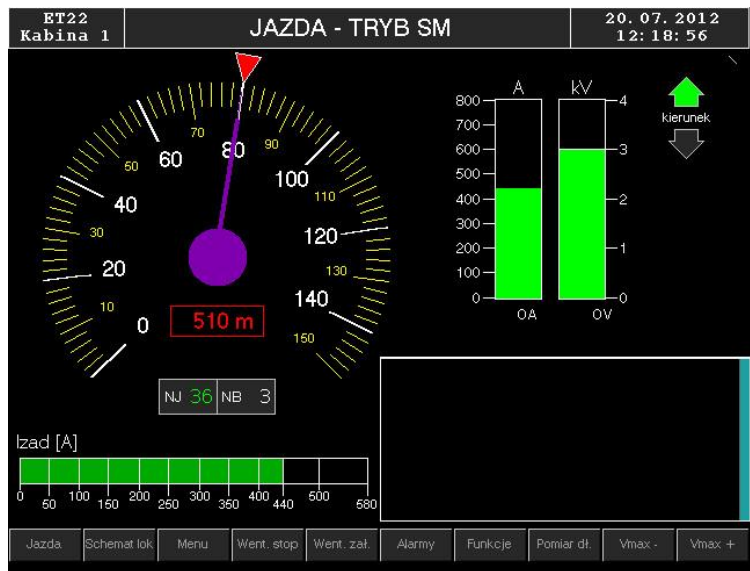 ET22
Kabina 1
JAZDA - TRYB SM
20.07.2012
12:18:56
A
kV
800
700
600
500
400
300
200
100
0
4
3
2
1
0
0A
0V
kierunek
0
10
20
30
40
50
60
70
80
90
100
110
120
130
140
150
510 m
NJ 36 NB 3
Izad [A]
0 50 100 150 200 250 300 350 400 440 500 580
Jazda Schemat lok Menu Went. stop Went. zał. Alarmy Funkcje Pomiar dł. Vmax - Vmax +